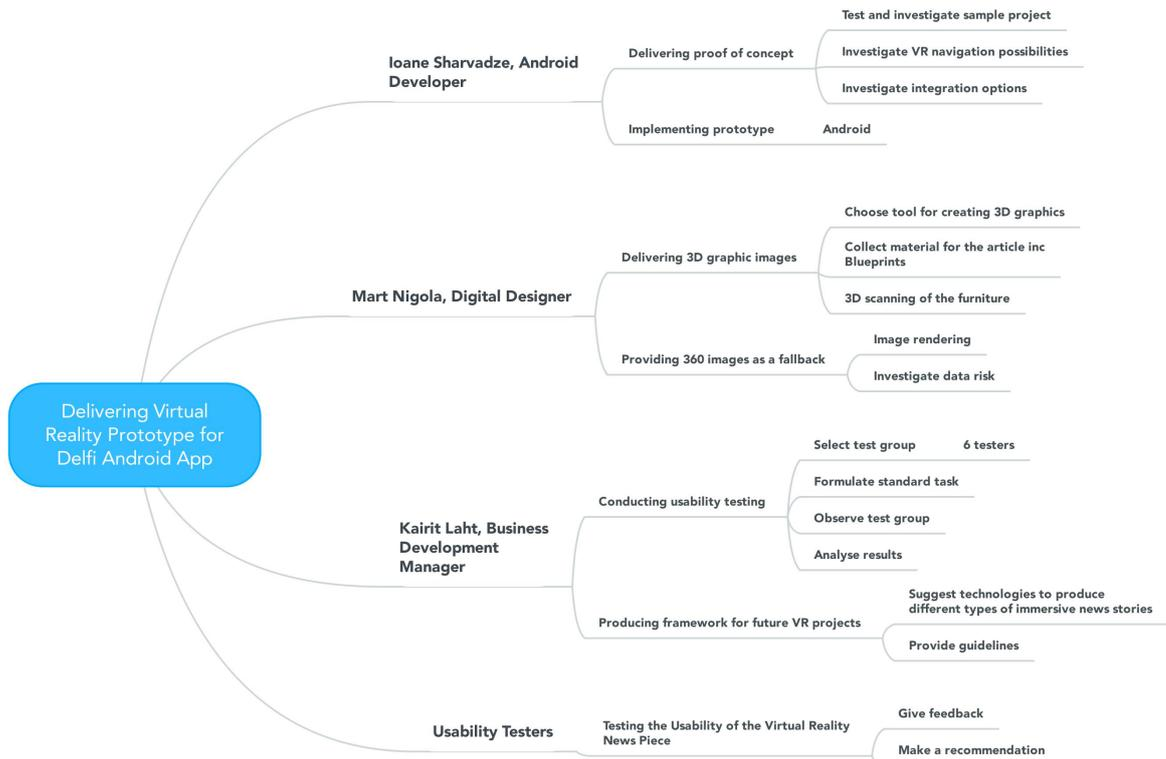 Delivering Virtual
Reality Prototype for
Delfi Android App
Ioane Sharvadze, Android
Developer
Delivering proof of concept
Test and investigate sample project
Investigate VR navigation possibilities
Investigate integration options
Implementing prototype
Android
Mart Nigola, Digital Designer
Delivering 3D graphic images
Choose tool for creating 3D graphics
Collect material for the article inc
Blueprints
3D scanning of the furniture
Providing 360 images as a fallback
Image rendering
Investigate data risk
Kairit Laht, Business
Development
Manager
Conducting usability testing
Select test group
6 testers
Formulate standard task
Observe test group
Analyse results
Producing framework for future VR projects
Suggest technologies to produce
different types of immersive news stories
Provide guidelines
Usability Testers
Testing the Usability of the Virtual Reality
News Piece
Give feedback
Make a recommendation